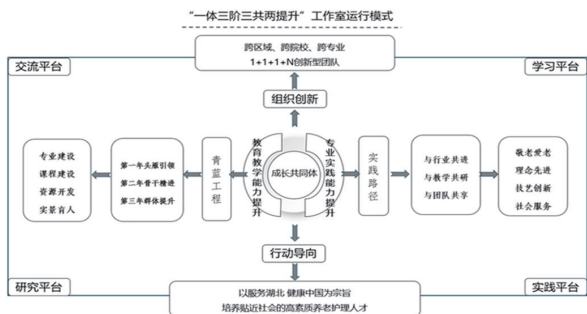 “一体三阶三共两提升”工作室运行模式
交流平台
跨区域、跨院校、跨专业
1+1+1+N创新型团队
学习平台
组织创新
专业建设
课程建设
资源开发
实景育人
第一年头雁引领
第二年骨干精进
第三年群体提升
青蓝工程
教育教学能力提升
成长共同体
专业实践能力提升
实践路径
与行业共进
与教学共研
与团队共享
敬老爱老
理念先进
技艺创新
社会服务
行动导向
研究平台
以服务湖北 健康中国为宗旨
培养贴近社会的高素质养老护理人才
实践平台